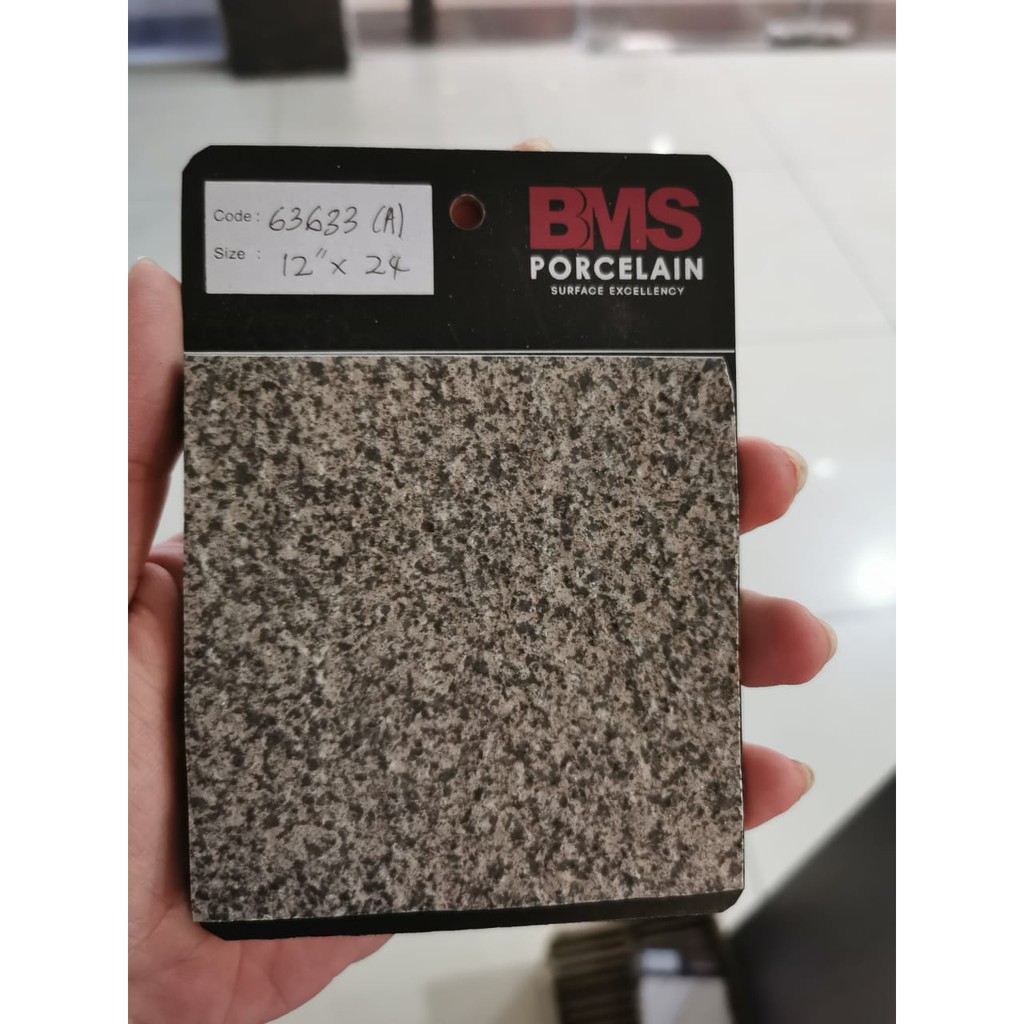 Code : 63633 (A)
Size : 12" x 24
BMS
PORCELAIN
SURFACE EXCELLENCY